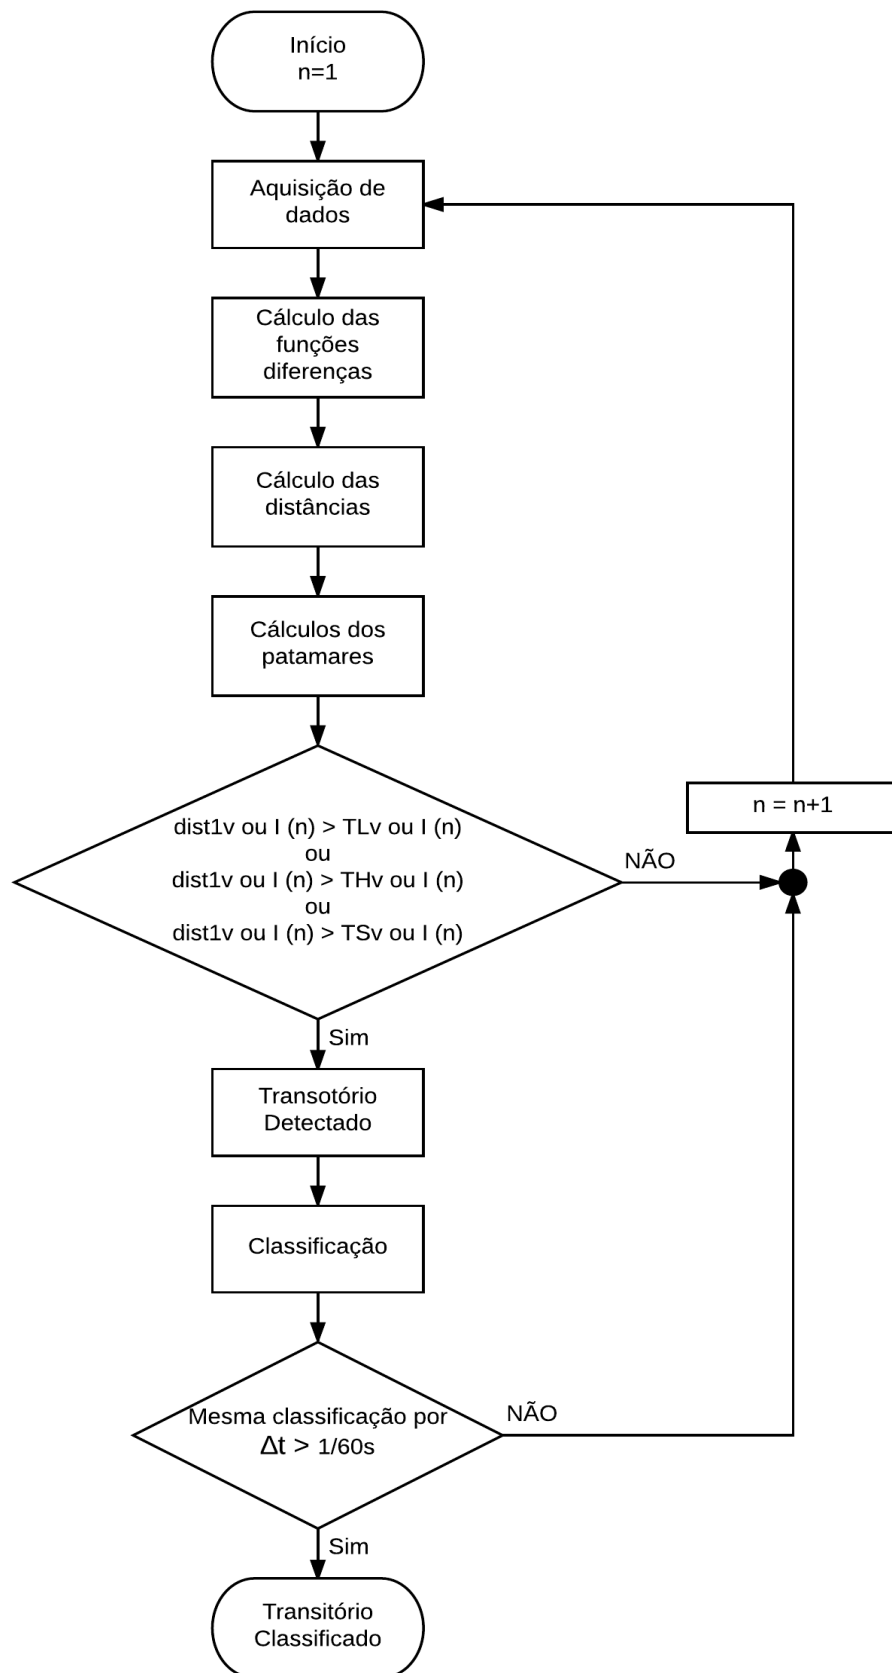 Início
n=1
Aquisição de
dados
Cálculo das
funções
diferenças
Cálculo das
distâncias
Cálculos dos
patamares
dist1v ou I (n) > TLv ou I (n)
ou
dist1v ou I (n) > THv ou I (n)
ou
dist1v ou I (n) > TSv ou I (n)
NÃO
n = n+1
Sim
Transotório
Detectado
Classificação
Mesma classificação por
Δt > 1/60s
NÃO
Sim
Transitório
Classificado